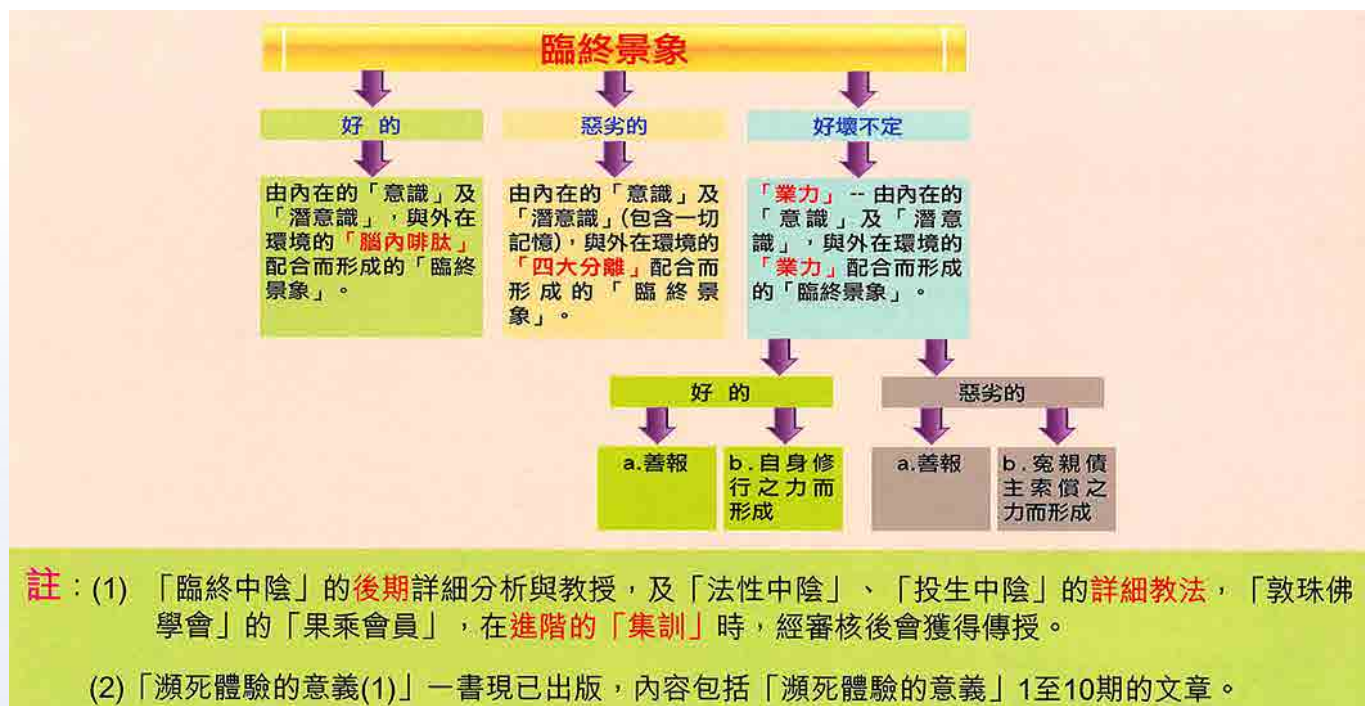 臨終景象
好 的
惡劣的
好壞不定
由內在的「意識」及
「潛意識」，與外在
環境的「腦內啡肽」
配合而形成的「臨終
景象」。
由內在的「意識」及
「潛意識」(包含一切
記憶)，與外在環境的
「四大分離」配合而
形成的「臨終景
象」。
「業力」-- 由內在的
「意識」及「潛意
識」，與外在環境的
「業力」配合而形成
的「臨終景象」。
好 的
惡劣的
a.善報
b.自身修
行之力而
形成
a.善報
b.冤親債
主索償之
力而形成
註：(1) 「臨終中陰」的後期詳細分析與教授，及「法性中陰」、「投生中陰」的詳細教法，「敦珠佛
學會」的「果乘會員」，在進階的「集訓」時，經審核後會獲得傳授。
(2)「瀕死體驗的意義(1)」一書現已出版，內容包括「瀕死體驗的意義」1至10期的文章。